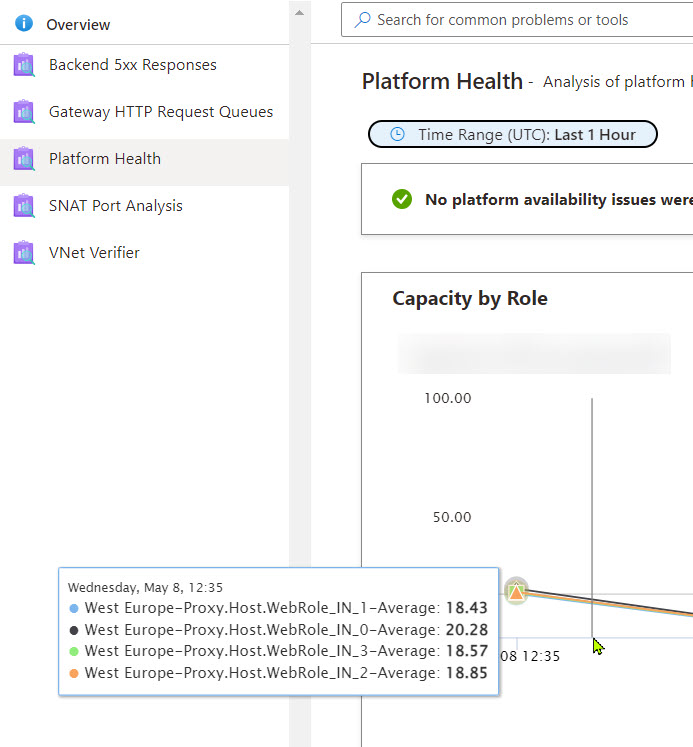 Overview
Backend 5xx Responses
Gateway HTTP Request Queues
Platform Health
SNAT Port Analysis
VNet Verifier
Search for common problems or tools
Platform Health - Analysis of platform
Time Range (UTC): Last 1 Hour
No platform availability issues were
Capacity by Role
100.00
50.00
Wednesday, May 8, 12:35
West Europe-Proxy.Host.WebRole_IN_1-Average: 18.43
West Europe-Proxy.Host.WebRole_IN_0-Average: 20.28
West Europe-Proxy.Host.WebRole_IN_3-Average: 18.57
West Europe-Proxy.Host.WebRole_IN_2-Average: 18.85
08 12:35